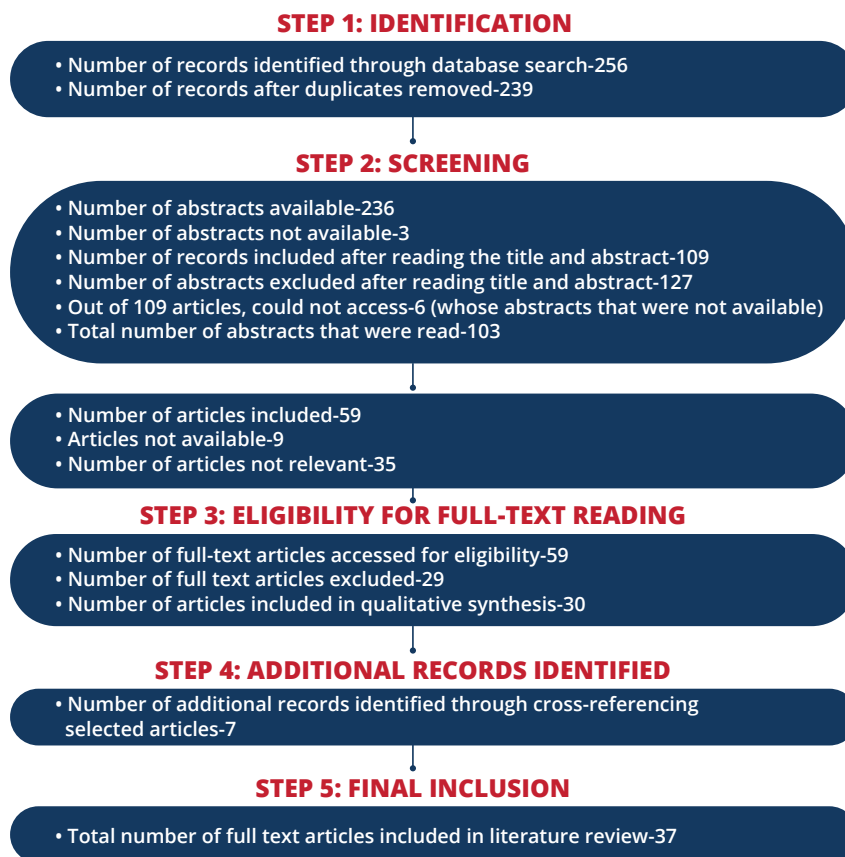 STEP 1: IDENTIFICATION
• Number of records identified through database search-256
• Number of records after duplicates removed-239
STEP 2: SCREENING
• Number of abstracts available-236
• Number of abstracts not available-3
• Number of records included after reading the title and abstract-109
• Number of abstracts excluded after reading title and abstract-127
• Out of 109 articles, could not access-6 (whose abstracts that were not available)
• Total number of abstracts that were read-103
• Number of articles included-59
• Articles not available-9
• Number of articles not relevant-35
STEP 3: ELIGIBILITY FOR FULL-TEXT READING
• Number of full-text articles accessed for eligibility-59
• Number of full text articles excluded-29
• Number of articles included in qualitative synthesis-30
STEP 4: ADDITIONAL RECORDS IDENTIFIED
• Number of additional records identified through cross-referencing
selected articles-7
STEP 5: FINAL INCLUSION
• Total number of full text articles included in literature review-37